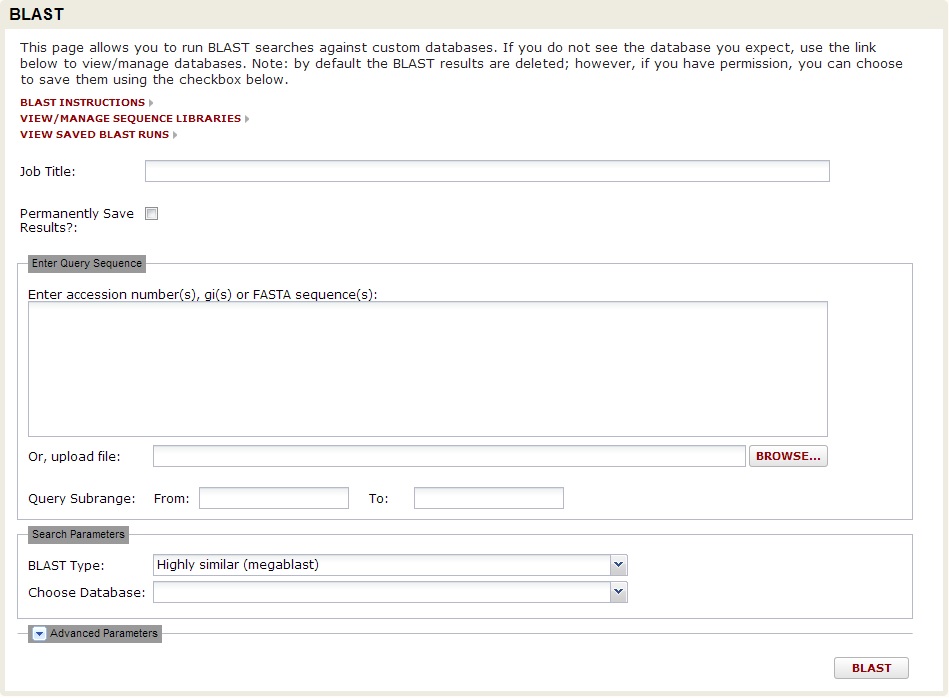 BLAST
This page allows you to run BLAST searches against custom databases. If you do not see the database you expect, use the link
below to view/manage databases. Note: by default the BLAST results are deleted; however, if you have permission, you can choose
to save them using the checkbox below.
BLAST INSTRUCTIONS
VIEW/MANAGE SEQUENCE LIBRARIES
VIEW SAVED BLAST RUNS
Job Title:
Permanently Save
Results?:
Enter Query Sequence
Enter accession number(s), gi(s) or FASTA sequence(s):
Or, upload file: BROWSE...
Query Subrange: From: To:
Search Parameters
BLAST Type: Highly similar (megablast)
Choose Database:
Advanced Parameters
BLAST